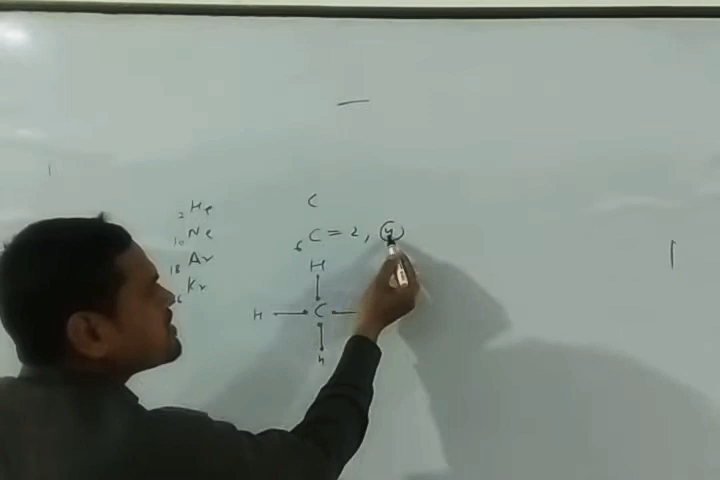 2He
10Ne
18Ar
Kr
C
6C = 2, 4
H
H — C —
H